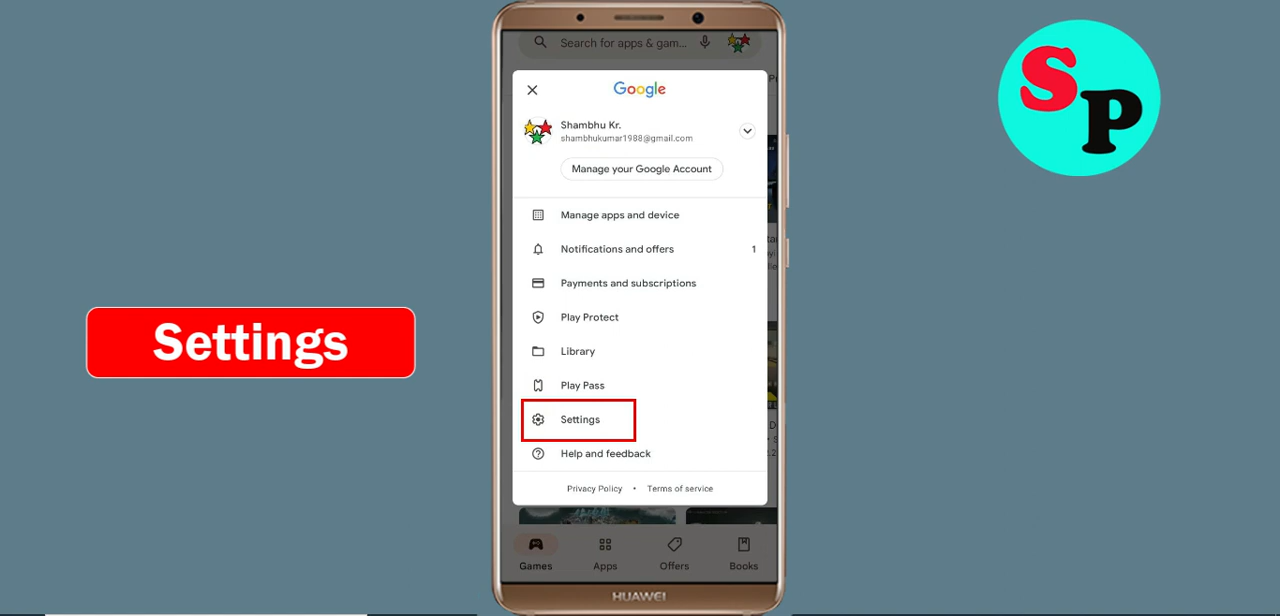 Search for apps & gam...
Google
Shambhu Kr.
shambhukumar1988@gmail.com
Manage your Google Account
Manage apps and device
Notifications and offers 1
Payments and subscriptions
Play Protect
Library
Play Pass
Settings
Help and feedback
Privacy Policy • Terms of service
Games Apps Offers Books
HUAWEI
Settings
SP